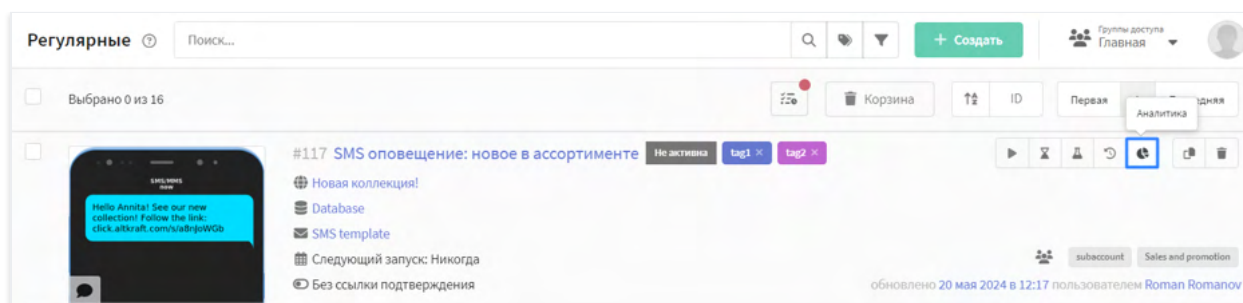 Регулярные
Поиск...
+ Создать
Группы доступа
Главная
Выбрано 0 из 16
Корзина
ID
Первая
Аналитика
#117 SMS оповещение: новое в ассортименте Не активна tag1 × tag2 ×
SMS/MMS
now
Hello Annita! See our new
collection! Follow the link:
click.altkraft.com/s/a8nJoWGb
Новая коллекция!
Database
SMS template
Следующий запуск: Никогда
Без ссылки подтверждения
subaccount Sales and promotion
обновлено 20 мая 2024 в 12:17 пользователем Roman Romanov